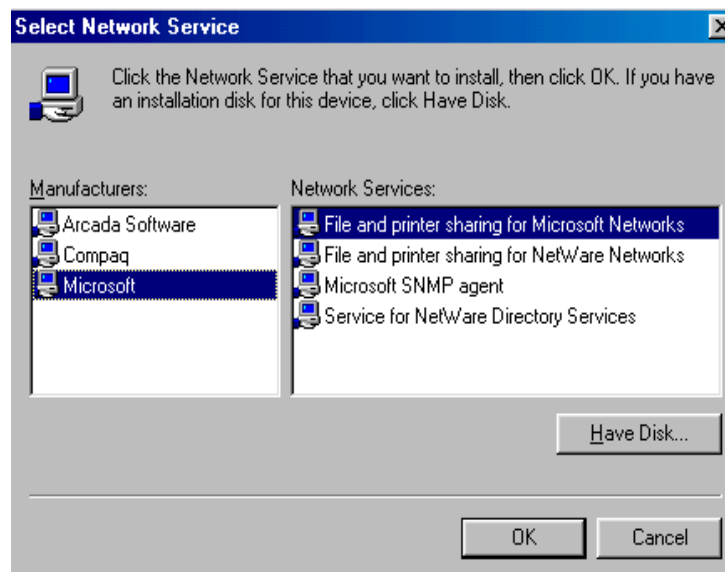 Select Network Service
Click the Network Service that you want to install, then click OK. If you have
an installation disk for this device, click Have Disk.
Manufacturers:
Arcada Software
Compaq
Microsoft
Network Services:
File and printer sharing for Microsoft Networks
File and printer sharing for NetWare Networks
Microsoft SNMP agent
Service for NetWare Directory Services
Have Disk...
OK
Cancel